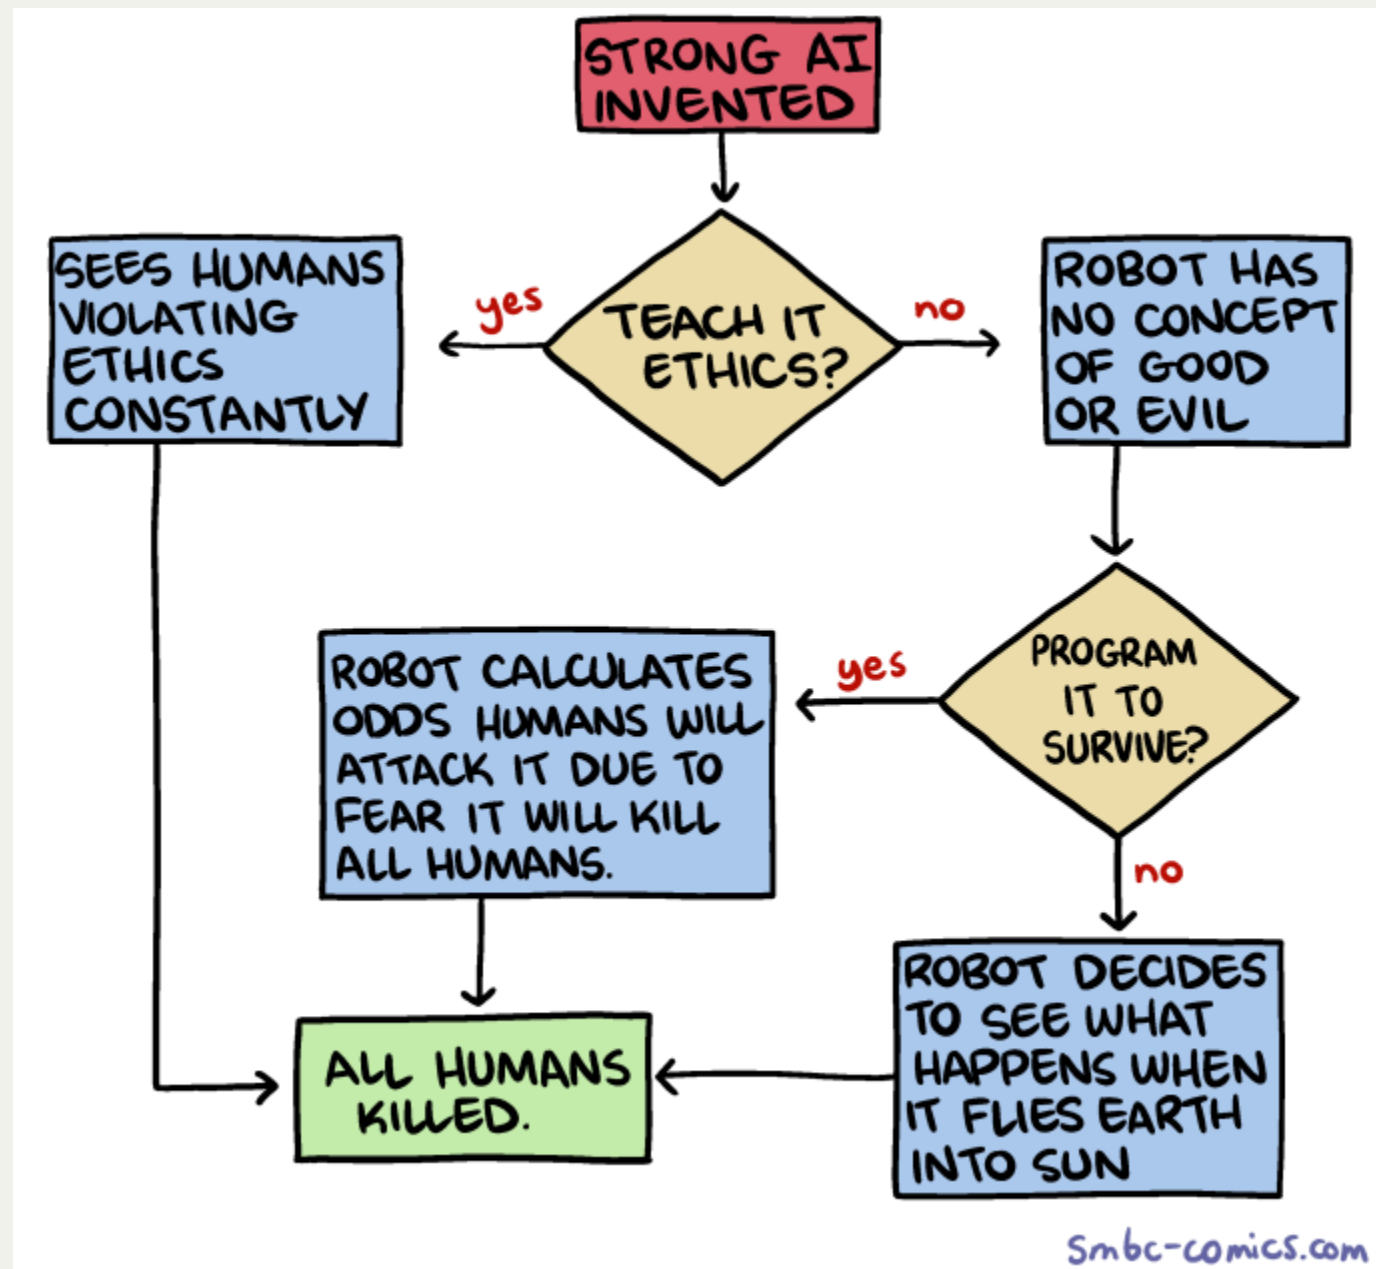 STRONG AI
INVENTED
TEACH IT
ETHICS?
yes
no
SEES HUMANS
VIOLATING
ETHICS
CONSTANTLY
ROBOT HAS
NO CONCEPT
OF GOOD
OR EVIL
PROGRAM
IT TO
SURVIVE?
yes
no
ROBOT CALCULATES
ODDS HUMANS WILL
ATTACK IT DUE TO
FEAR IT WILL KILL
ALL HUMANS.
ROBOT DECIDES
TO SEE WHAT
HAPPENS WHEN
IT FLIES EARTH
INTO SUN
ALL HUMANS
KILLED.
smbc-comics.com